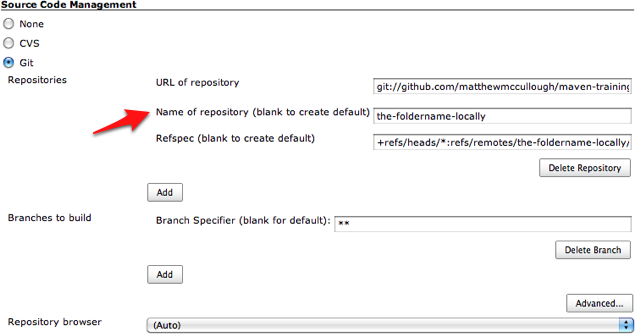 Source Code Management
None
CVS
Git
Repositories
URL of repository
git://github.com/matthewmccullough/maven-training
Name of repository (blank to create default)
the-foldername-locally
Refspec (blank to create default)
+refs/heads/*:refs/remotes/the-foldername-locally/
Delete Repository
Add
Branches to build
Branch Specifier (blank for default):
**
Delete Branch
Add
Advanced...
Repository browser
(Auto)